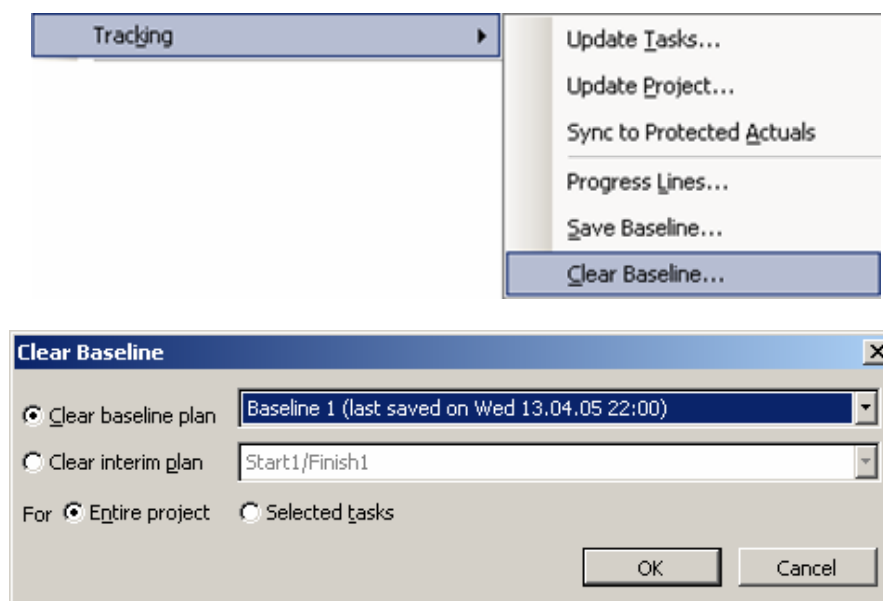 Tracking
Update Tasks...
Update Project...
Sync to Protected Actuals
Progress Lines...
Save Baseline...
Clear Baseline...
Clear Baseline
Clear baseline plan Baseline 1 (last saved on Wed 13.04.05 22:00)
Clear interim plan Start1/Finish1
For Entire project Selected tasks
OK Cancel